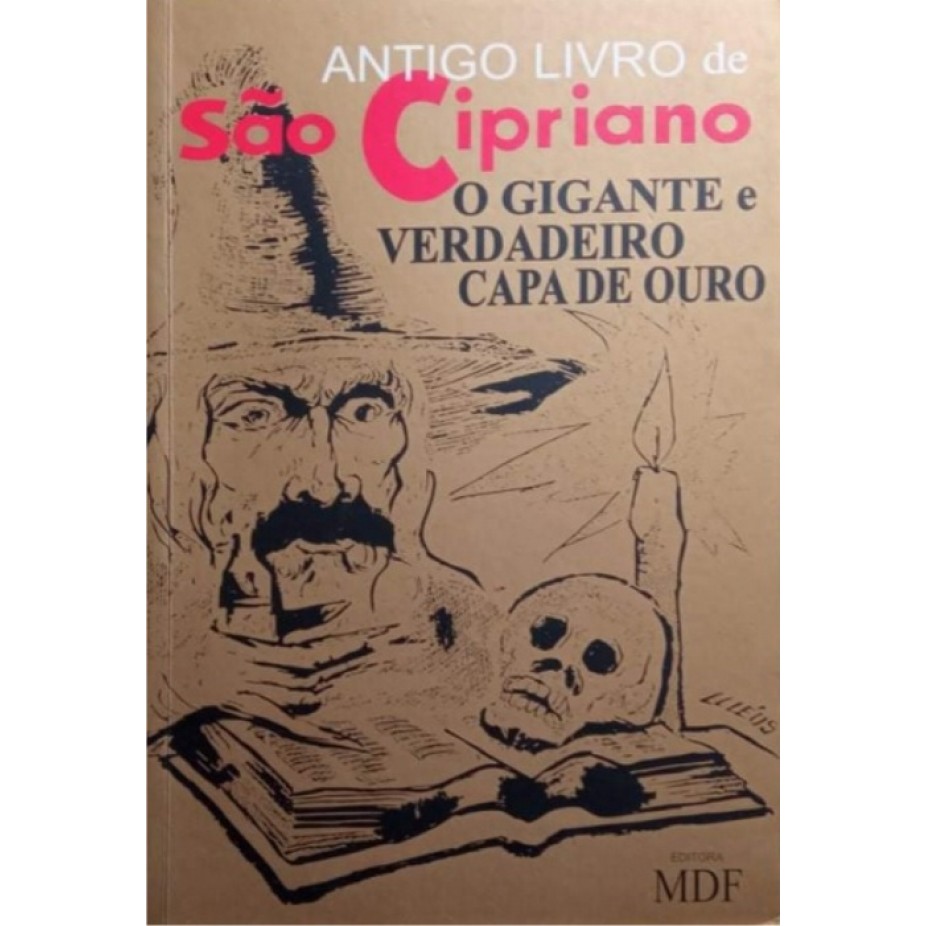 ANTIGO LIVRO de
São Cipriano
O GIGANTE e
VERDADEIRO
CAPA DE OURO
EDITORA
MDF